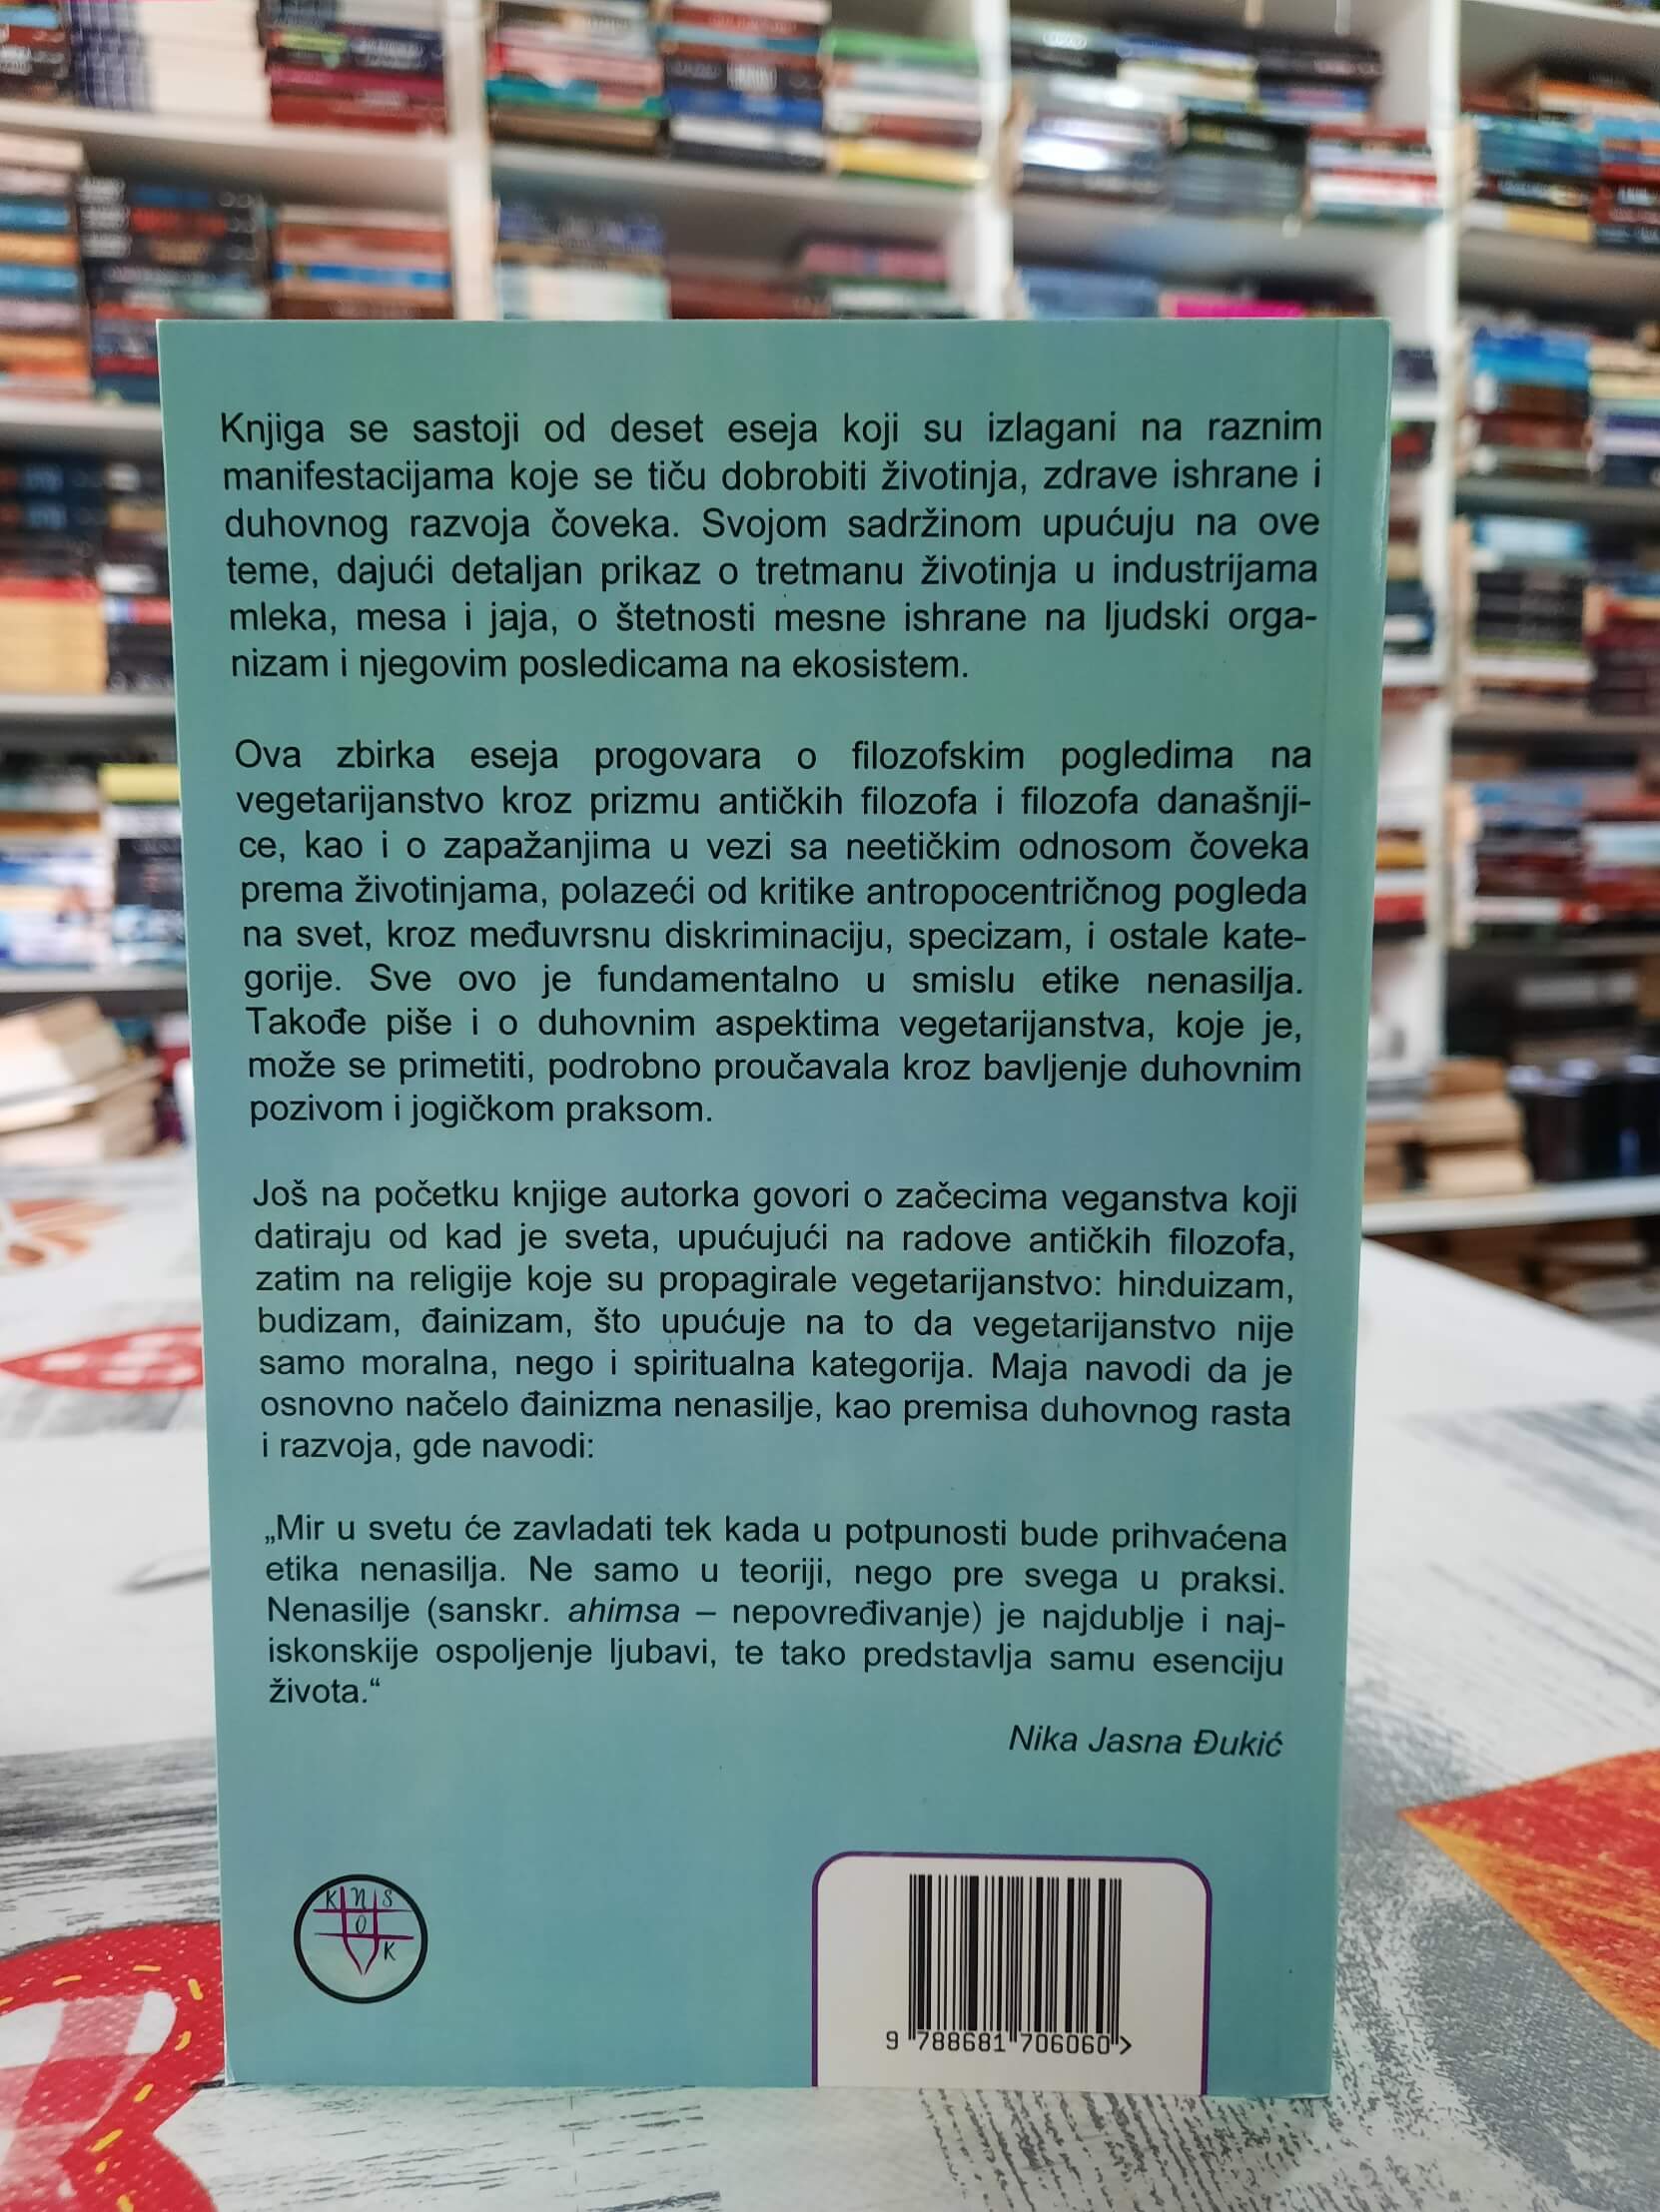 Knjiga se sastoji od deset eseja koji su izlagani na raznim
manifestacijama koje se tiču dobrobiti životinja, zdrave ishrane i
duhovnog razvoja čoveka. Svojom sadržinom upućuju na ove
teme, dajući detaljan prikaz o tretmanu životinja u industrijama
mleka, mesa i jaja, o štetnosti mesne ishrane na ljudski orga-
nizam i njegovim posledicama na ekosistem.
Ova zbirka eseja progovara o filozofskim pogledima na
vegetarijanstvo kroz prizmu antičkih filozofa i filozofa današnji-
ce, kao i o zapažanjima u vezi sa neetičkim odnosom čoveka
prema životinjama, polazeći od kritike antropocentričnog pogleda
na svet, kroz međuvrsnu diskriminaciju, specizam, i ostale kate-
gorije. Sve ovo je fundamentalno u smislu etike nenasilja.
Takođe piše i o duhovnim aspektima vegetarijanstva, koje je,
može se primetiti, podrobno proučavala kroz bavljenje duhovnim
pozivom i jogičkom praksom.
Još na početku knjige autorka govori o začecima veganstva koji
datiraju od kad je sveta, upućujući na radove antičkih filozofa,
zatim na religije koje su propagirale vegetarijanstvo: hinduizam,
budizam, đainizam, što upućuje na to da vegetarijanstvo nije
samo moralna, nego i spiritualna kategorija. Maja navodi da je
osnovno načelo đainizma nenasilje, kao premisa duhovnog rasta
i razvoja, gde navodi:
„Mir u svetu će zavladati tek kada u potpunosti bude prihvaćena
etika nenasilja. Ne samo u teoriji, nego pre svega u praksi.
Nenasilje (sanskr. ahimsa – nepovređivanje) je najdublje i naj-
iskonskije ospoljenje ljubavi, te tako predstavlja samu esenciju
života.“
Nika Jasna Đukić
K N S
O
K
9 788681 706060 >